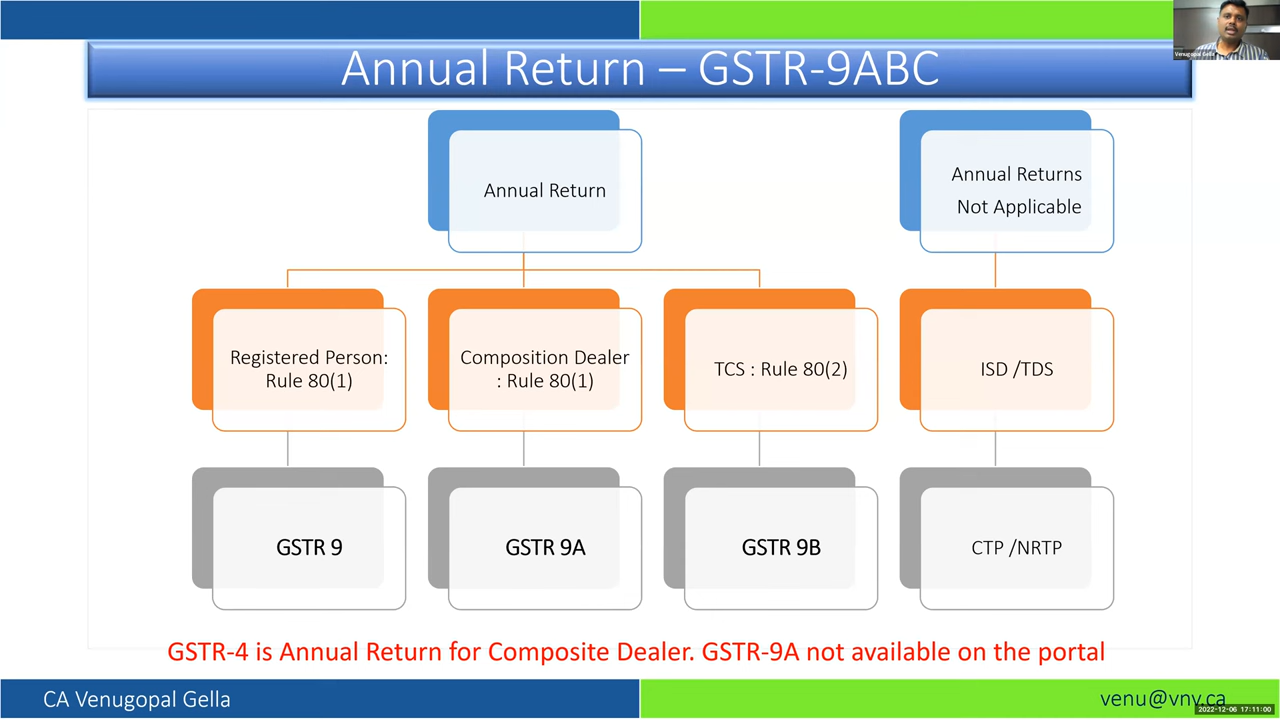 Venugopal Gella
Annual Return – GSTR-9ABC
Annual Return
Annual Returns
Not Applicable
Registered Person:
Rule 80(1)
Composition Dealer
: Rule 80(1)
TCS : Rule 80(2)
ISD /TDS
GSTR 9
GSTR 9A
GSTR 9B
CTP /NRTP
GSTR-4 is Annual Return for Composite Dealer. GSTR-9A not available on the portal
CA Venugopal Gella
venu@vnv.ca
2022-12-06 17:11:00